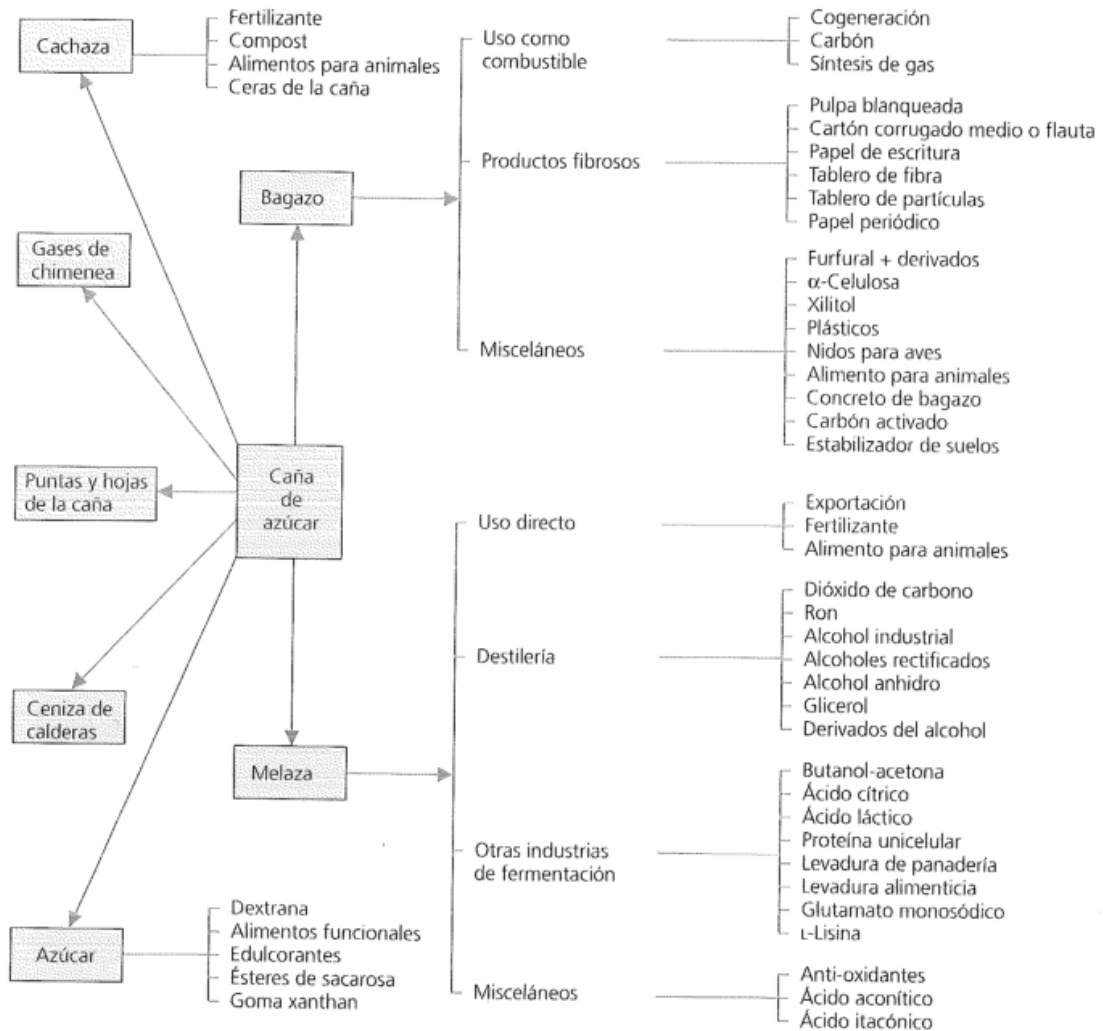 Cachaza
Fertilizante
Compost
Alimentos para animales
Ceras de la caña
Uso como
combustible
Cogeneración
Carbón
Síntesis de gas
Productos fibrosos
Pulpa blanqueada
Cartón corrugado medio o flauta
Papel de escritura
Tablero de fibra
Tablero de partículas
Papel periódico
Bagazo
Gases de
chimenea
Misceláneos
Furfural + derivados
α-Celulosa
Xilitol
Plásticos
Nidos para aves
Alimento para animales
Concreto de bagazo
Carbón activado
Estabilizador de suelos
Puntas y hojas
de la caña
Caña
de
azúcar
Uso directo
Exportación
Fertilizante
Alimento para animales
Destilería
Dióxido de carbono
Ron
Alcohol industrial
Alcoholes rectificados
Alcohol anhidro
Glicerol
Derivados del alcohol
Ceniza de
calderas
Melaza
Otras industrias
de fermentación
Butanol-acetona
Ácido cítrico
Ácido láctico
Proteína unicelular
Levadura de panadería
Levadura alimenticia
Glutamato monosódico
L-Lisina
Azúcar
Dextrana
Alimentos funcionales
Edulcorantes
Ésteres de sacarosa
Goma xanthan
Misceláneos
Anti-oxidantes
Ácido aconítico
Ácido itacónico